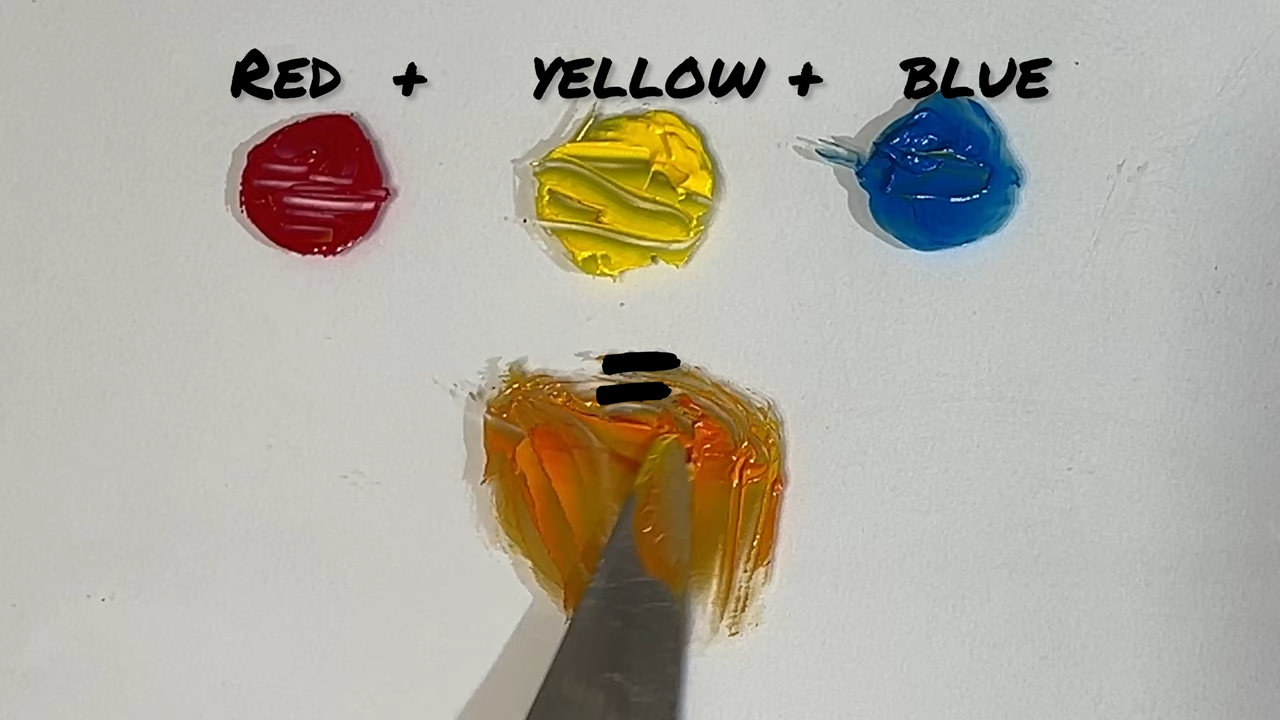 RED + YELLOW + BLUE
=